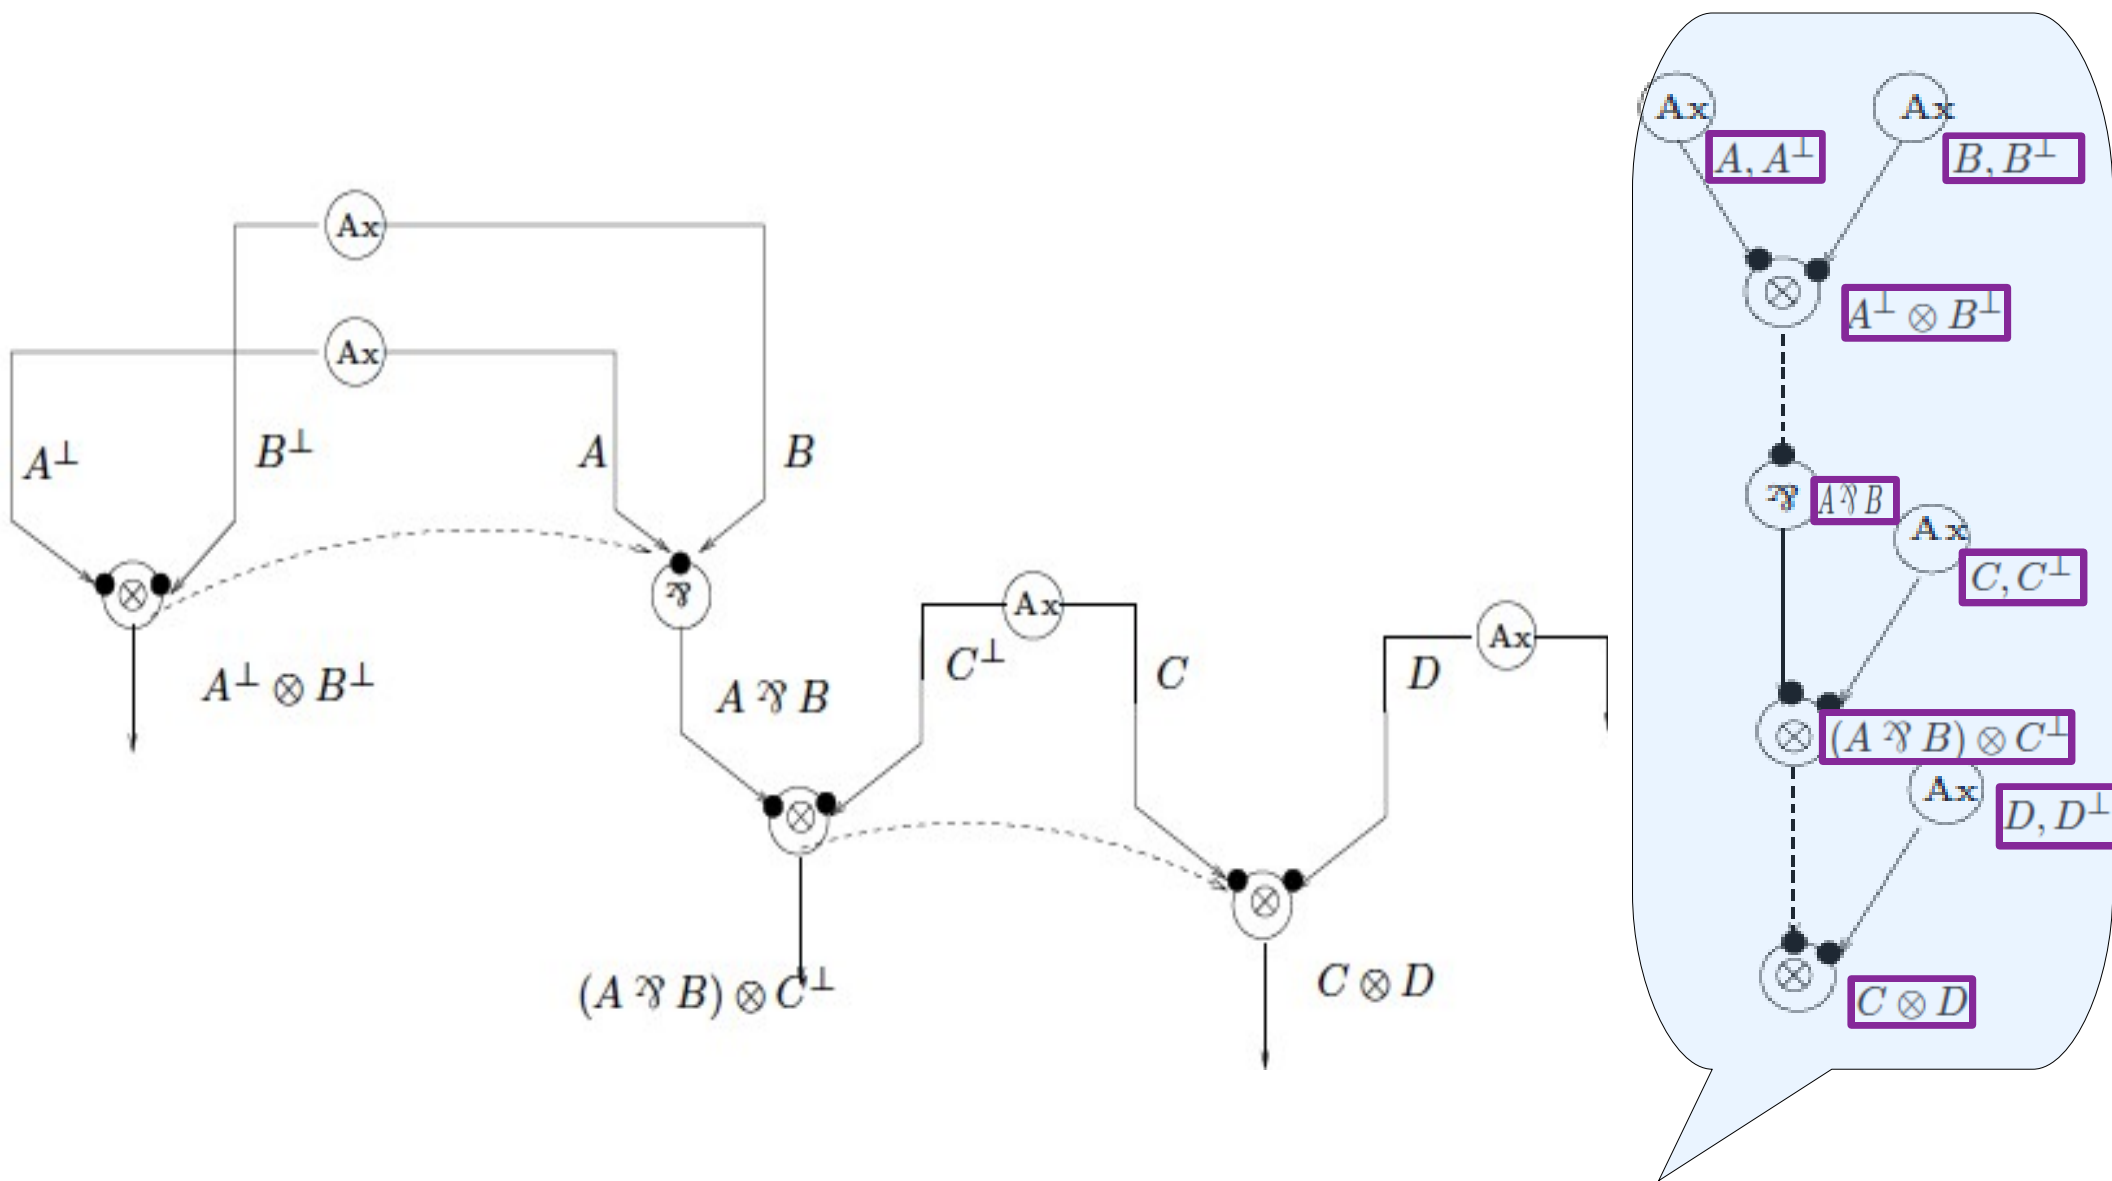 Ax
Ax
A⊥ B⊥ A B
⊗
⅋
A⊥ ⊗ B⊥
A ⅋ B
Ax
C⊥ C
D
Ax
⊗
⊗
(A ⅋ B) ⊗ C⊥
C ⊗ D
Ax Ax
A, A⊥ B, B⊥
⊗
A⊥ ⊗ B⊥
⅋
A ⅋ B
Ax
C, C⊥
⊗
(A ⅋ B) ⊗ C⊥
Ax
D, D⊥
⊗
C ⊗ D